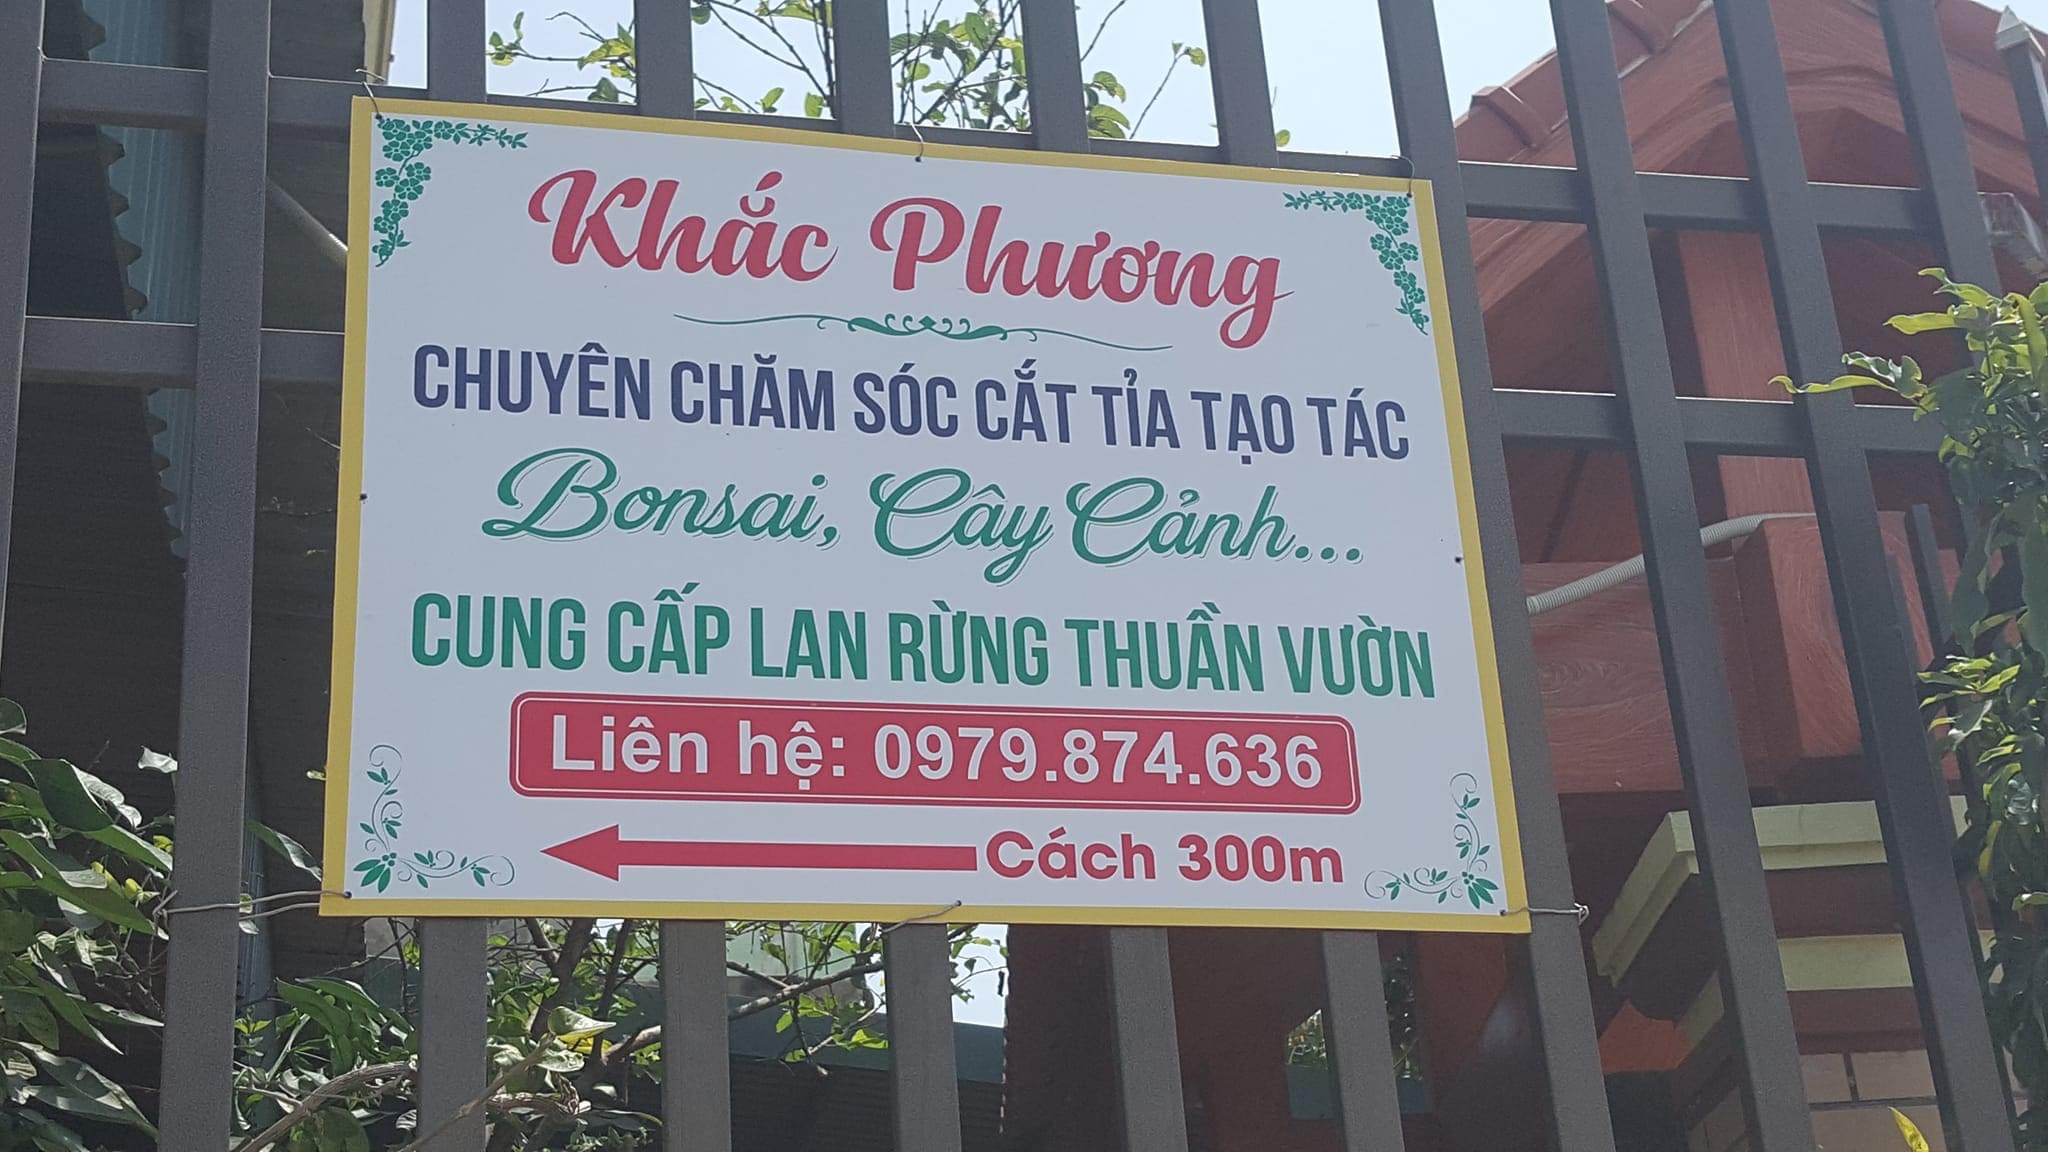 Khắc Phương
CHUYÊN CHĂM SÓC CẮT TỈA TẠO TÁC
Bonsai, Cây Cảnh...
CUNG CẤP LAN RỪNG THUẦN VƯỜN
Liên hệ: 0979.874.636
Cách 300m